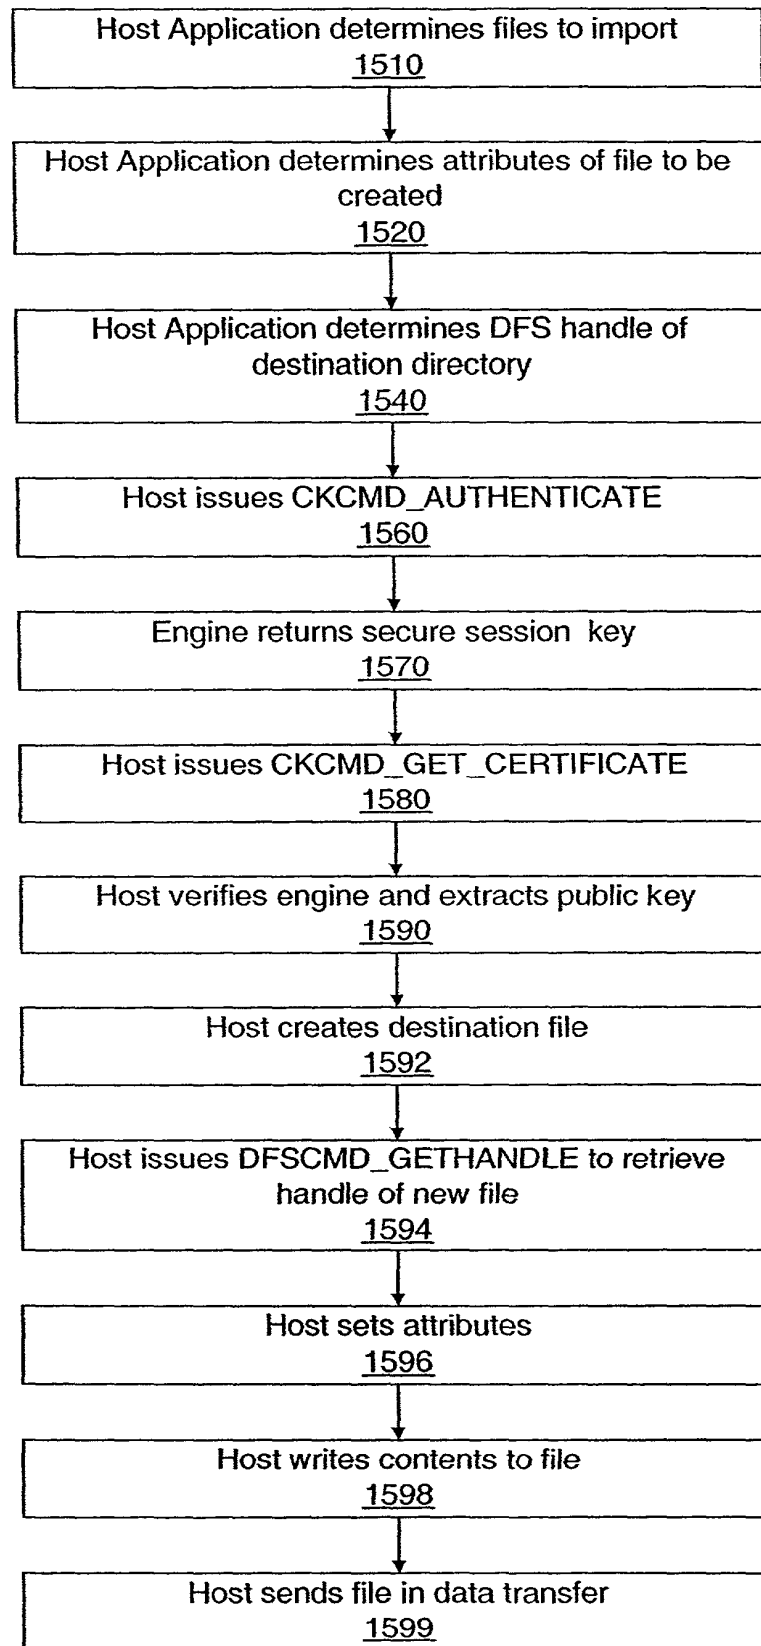 Host Application determines files to import
1510
Host Application determines attributes of file to be
created
1520
Host Application determines DFS handle of
destination directory
1540
Host issues CKCMD_AUTHENTICATE
1560
Engine returns secure session key
1570
Host issues CKCMD_GET_CERTIFICATE
1580
Host verifies engine and extracts public key
1590
Host creates destination file
1592
Host issues DFSCMD_GETHANDLE to retrieve
handle of new file
1594
Host sets attributes
1596
Host writes contents to file
1598
Host sends file in data transfer
1599